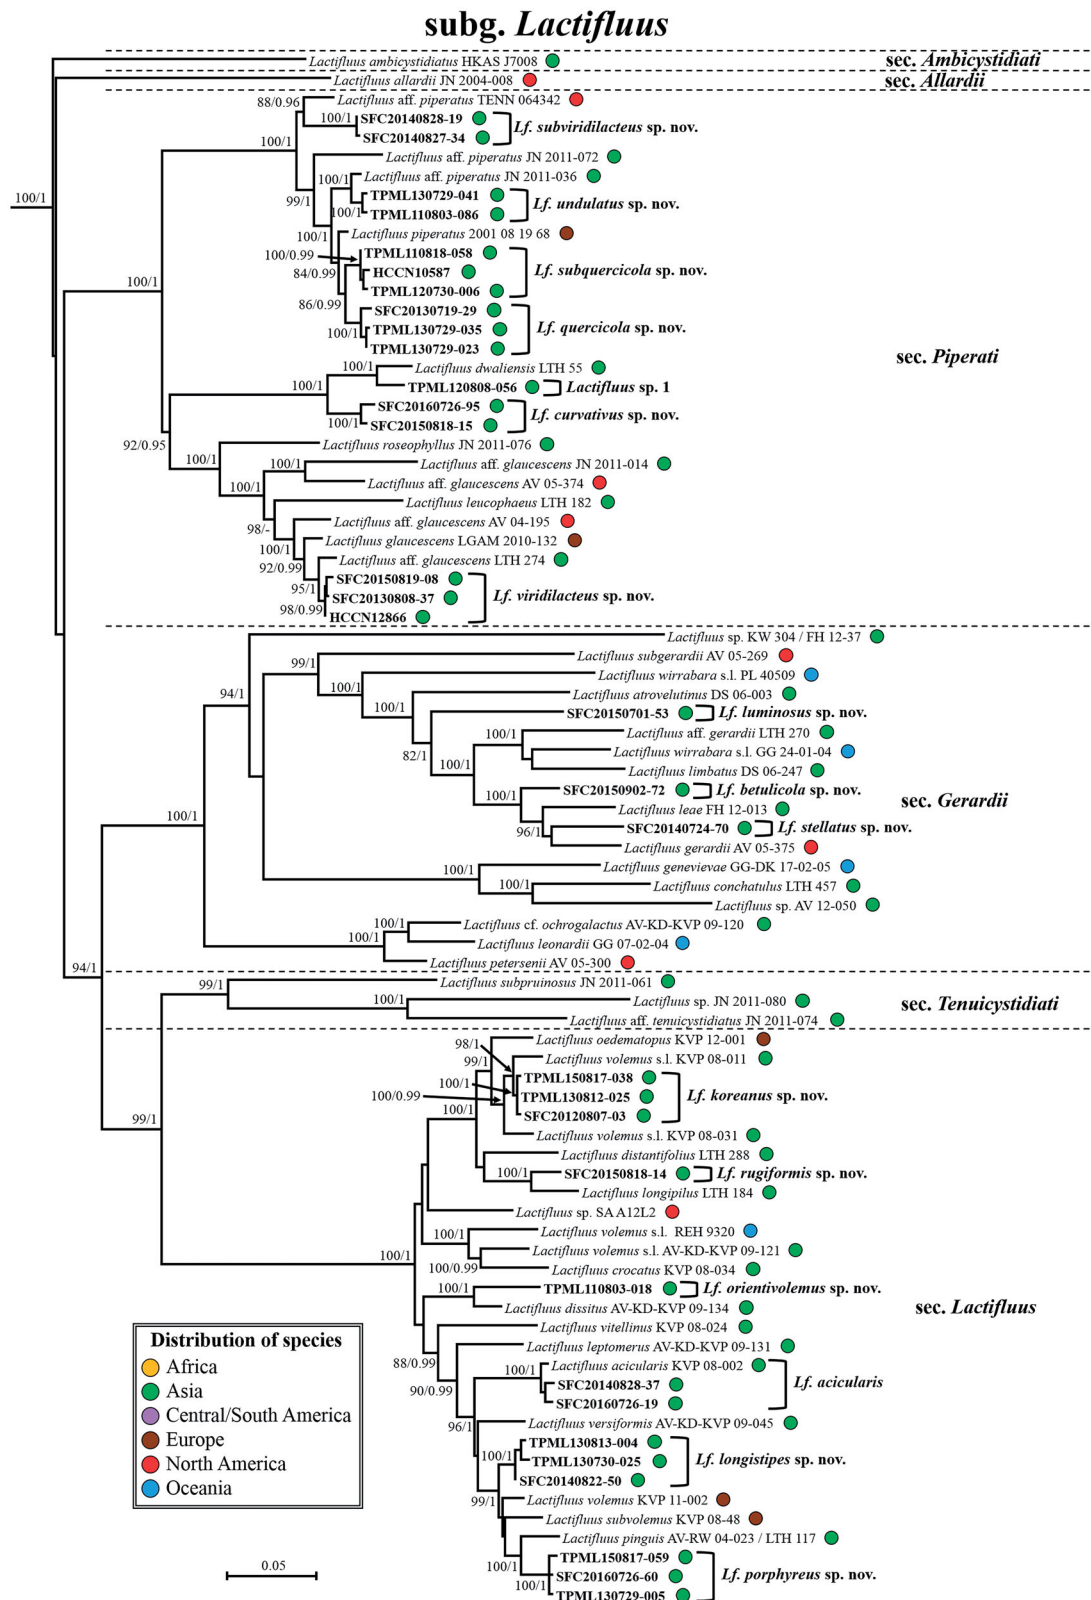 subg. Lactifluus
Lactifluus ambicystidiatus HKAS J7008
sec. Ambicystidiati
Lactifluus allardii JN 2004-008
sec. Allardii
88/0.96
Lactifluus aff. piperatus TENN 064342
100/1
SFC20140828-19
Lf. subviridilacteus sp. nov.
SFC20140827-34
100/1
Lactifluus aff. piperatus JN 2011-072
100/1
Lactifluus aff. piperatus JN 2011-036
99/1
TPML130729-041
Lf. undulatus sp. nov.
100/1
TPML110803-086
100/1
100/1
Lactifluus piperatus 2001 08 19 68
100/0.99
TPML110818-058
84/0.99
HCCN10587
Lf. subquercicola sp. nov.
TPML120730-006
100/1
86/0.99
SFC20130719-29
100/1
TPML130729-035
Lf. quercicola sp. nov.
TPML130729-023
sec. Piperati
100/1
Lactifluus dwaliensis LTH 55
100/1
TPML120808-056
Lactifluus sp. 1
SFC20160726-95
Lf. curvativus sp. nov.
100/1
SFC20150818-15
92/0.95
Lactifluus roseophyllus JN 2011-076
100/1
100/1
Lactifluus aff. glaucescens JN 2011-014
100/1
Lactifluus aff. glaucescens AV 05-374
Lactifluus leucophaeus LTH 182
98/-
Lactifluus aff. glaucescens AV 04-195
100/1
Lactifluus glaucescens LGAM 2010-132
92/0.99
Lactifluus aff. glaucescens LTH 274
95/1
SFC20150819-08
98/0.99
SFC20130808-37
Lf. viridilacteus sp. nov.
HCCN12866
Lactifluus sp. KW 304 / FH 12-37
99/1
Lactifluus subgerardii AV 05-269
94/1
100/1
Lactifluus wirrabara s.l. PL 40509
100/1
Lactifluus atrovelutinus DS 06-003
SFC20150701-53
Lf. luminosus sp. nov.
82/1
100/1
Lactifluus aff. gerardii LTH 270
100/1
Lactifluus wirrabara s.l. GG 24-01-04
Lactifluus limbatus DS 06-247
100/1
SFC20150902-72
Lf. betulicola sp. nov.
sec. Gerardii
Lactifluus leae FH 12-013
100/1
96/1
SFC20140724-70
Lf. stellatus sp. nov.
Lactifluus gerardii AV 05-375
100/1
Lactifluus genevievae GG-DK 17-02-05
100/1
Lactifluus conchatulus LTH 457
Lactifluus sp. AV 12-050
100/1
Lactifluus cf. ochrogalactus AV-KD-KVP 09-120
100/1
Lactifluus leonardii GG 07-02-04
Lactifluus petersenii AV 05-300
94/1
99/1
Lactifluus subpruinosus JN 2011-061
100/1
Lactifluus sp. JN 2011-080
sec. Tenuicystidiati
Lactifluus aff. tenuicystidiatus JN 2011-074
98/1
Lactifluus oedematopus KVP 12-001
99/1
Lactifluus volemus s.l. KVP 08-011
100/1
TPML150817-038
100/0.99
TPML130812-025
Lf. koreanus sp. nov.
100/1
SFC20120807-03
99/1
Lactifluus volemus s.l. KVP 08-031
Lactifluus distantifolius LTH 288
100/1
SFC20150818-14
Lf. rugiformis sp. nov.
Lactifluus longipilus LTH 184
Lactifluus sp. SA A12L2
100/1
Lactifluus volemus s.l. REH 9320
100/1
Lactifluus volemus s.l. AV-KD-KVP 09-121
100/0.99
Lactifluus crocatus KVP 08-034
100/1
TPML110803-018
Lf. orientivolemus sp. nov.
Lactifluus dissitus AV-KD-KVP 09-134
sec. Lactifluus
Lactifluus vitellinus KVP 08-024
Lactifluus leptomerus AV-KD-KVP 09-131
88/0.99
100/1
Lactifluus acicularis KVP 08-002
90/0.99
SFC20140828-37
Lf. acicularis
SFC20160726-19
96/1
Lactifluus versiformis AV-KD-KVP 09-045
TPML130813-004
100/1
TPML130730-025
Lf. longistipes sp. nov.
SFC20140822-50
99/1
Lactifluus volemus KVP 11-002
Lactifluus subvolemus KVP 08-48
Lactifluus pinguis AV-RW 04-023 / LTH 117
100/1
TPML150817-059
SFC20160726-60
Lf. porphyreus sp. nov.
100/1
TPML130729-005
Distribution of species
Africa
Asia
Central/South America
Europe
North America
Oceania
0.05